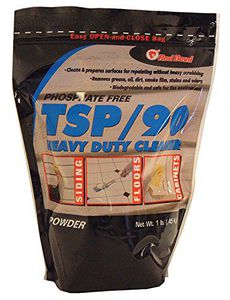 Easy OPEN-and-CLOSE Bag
Red Devil
•Cleans & prepares surfaces for repainting without heavy scrubbing
•Removes grease, oil, dirt, smoke film, stains and odors
•Biodegradable and safe for the environment
PHOSPHATE FREE
TSP/90
HEAVY DUTY CLEANER
SIDING
FLOORS
CABINETS
POWDER
Net Wt. 1 lb.